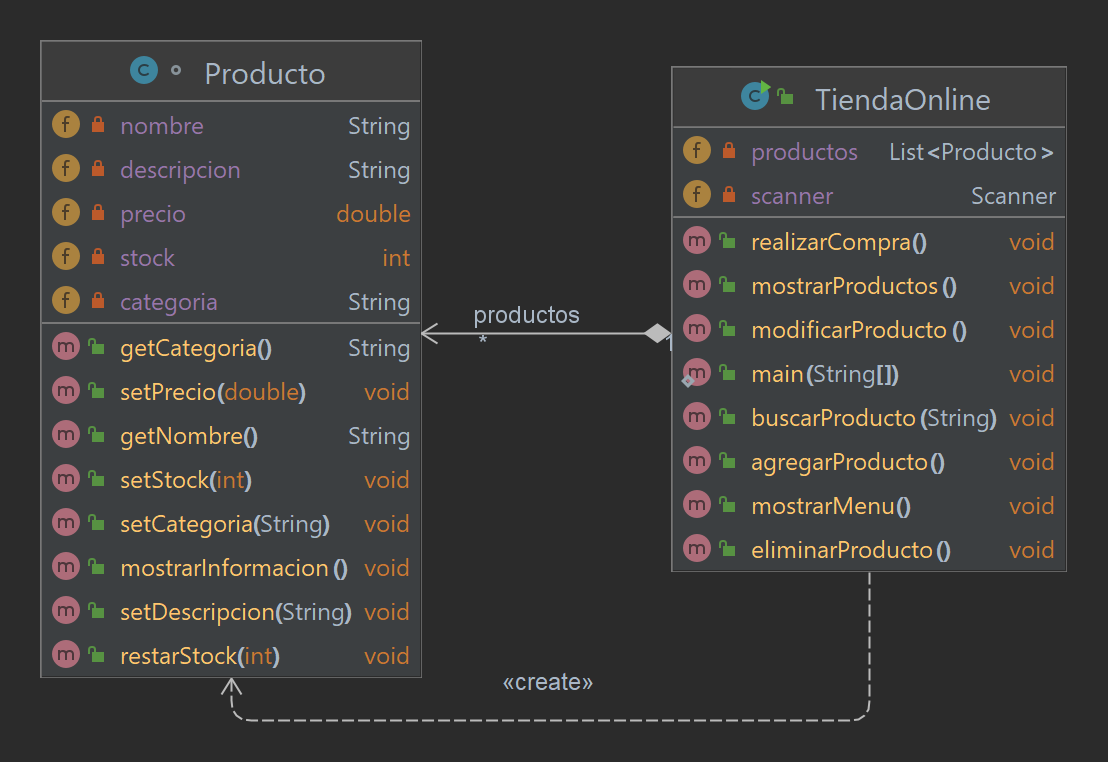 Producto
nombre String
descripcion String
precio double
stock int
categoria String
getCategoria() String
setPrecio(double) void
getNombre() String
setStock(int) void
setCategoria(String) void
mostrarInformacion() void
setDescripcion(String) void
restarStock(int) void
productos
*
1
TiendaOnline
productos List<Producto>
scanner Scanner
realizarCompra() void
mostrarProductos() void
modificarProducto() void
main(String[]) void
buscarProducto(String) void
agregarProducto() void
mostrarMenu() void
eliminarProducto() void
«create»